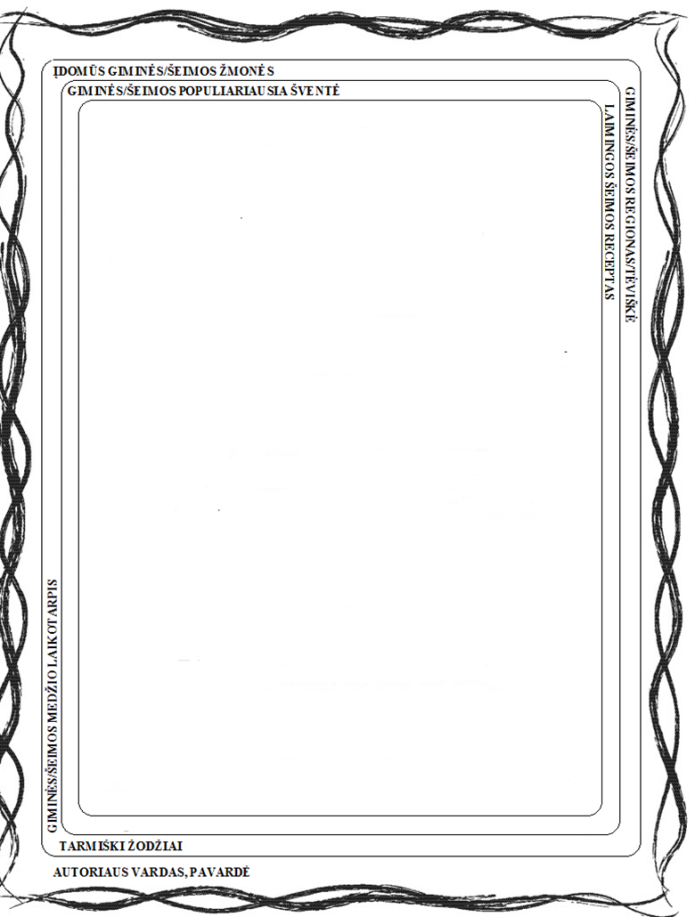 ĮDOMŪS GIMINĖS/ŠEIMOS ŽMONĖS
GIMINĖS/ŠEIMOS POPULIARIAUSIA ŠVENTĖ
GIMINĖS/ŠEIMOS REGIONAS/TĖVIŠKĖ
LAIMINGOS ŠEIMOS RECEPTAS
GIMINĖS/ŠEIMOS MEDŽIO LAIKOTARPIS
TARMIŠKI ŽODŽIAI
AUTORIAUS VARDAS, PAVARDĖ